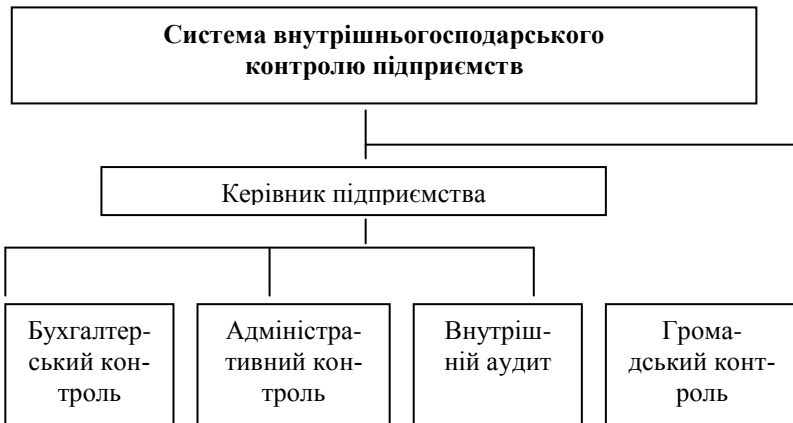 Система внутрішньогосподарського
контролю підприємств
Керівник підприємства
Бухгалтер-
ський кон-
троль
Адміністра-
тивний кон-
троль
Внутріш-
ній аудит
Грома-
дський конт-
роль